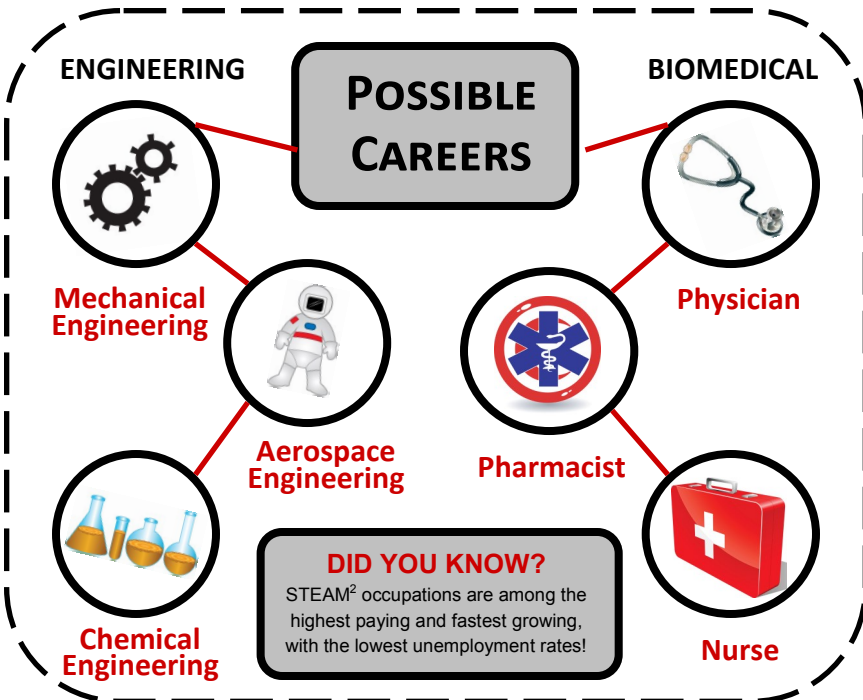 ENGINEERING
POSSIBLE
CAREERS
BIOMEDICAL
Mechanical
Engineering
Physician
Aerospace
Engineering
Pharmacist
Chemical
Engineering
Nurse
DID YOU KNOW?
STEAM² occupations are among the
highest paying and fastest growing,
with the lowest unemployment rates!